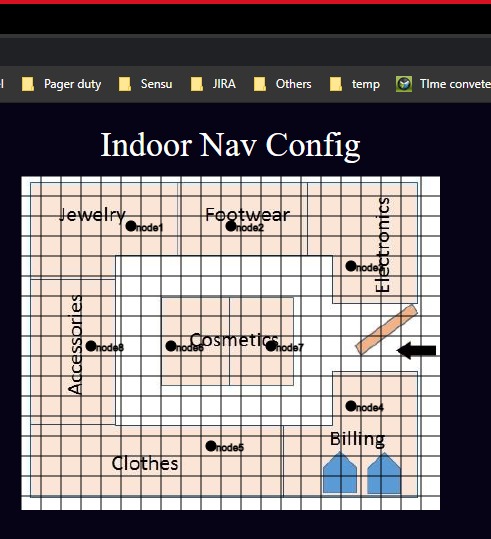 Pager duty Sensu JIRA Others temp TIme convete
Indoor Nav Config
Jewelry Footwear Electronics
node1 node2
node3
Accessories Cosmetics
node8 node6 node7
node4
Billing
node5
Clothes